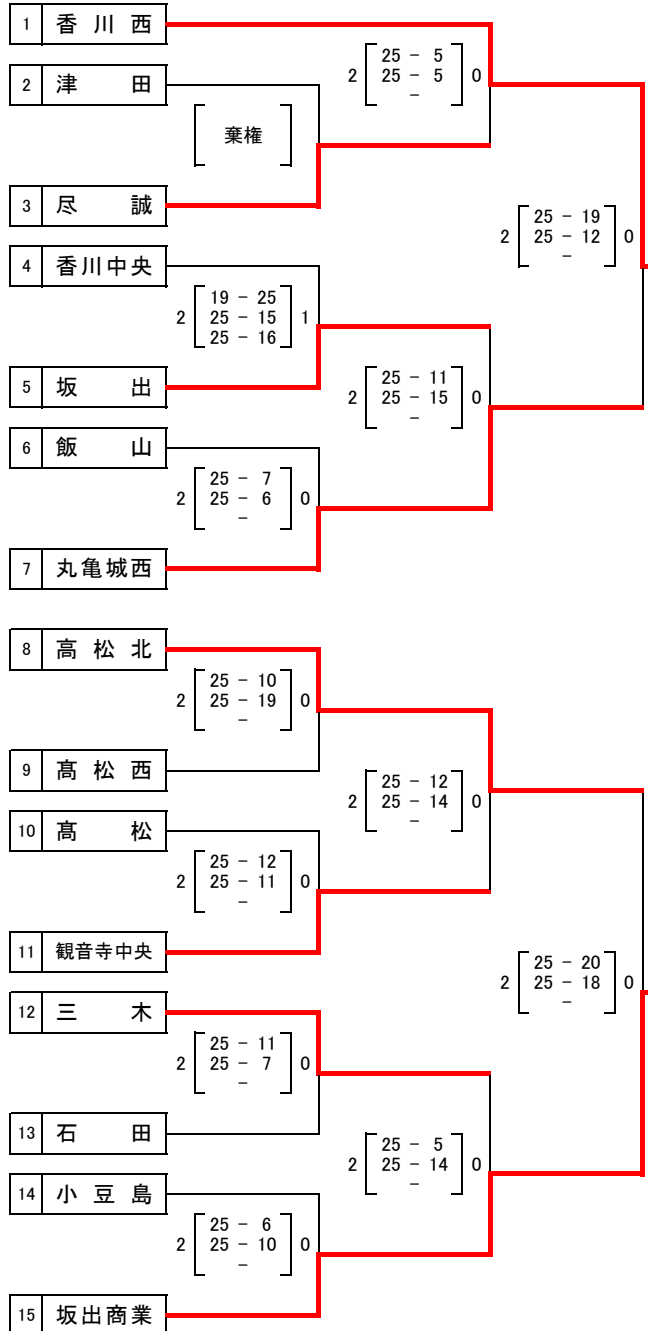 1 香川西
2 [ 25 - 5 ] 0
25 - 5
-
2 津田
[ 棄権 ]
3 尽誠
2 [ 25 - 19 ] 0
25 - 12
-
4 香川中央
2 [ 19 - 25 ] 1
25 - 15
25 - 16
5 坂出
2 [ 25 - 11 ] 0
25 - 15
-
6 飯山
2 [ 25 - 7 ] 0
25 - 6
-
7 丸亀城西
8 高松北
2 [ 25 - 10 ] 0
25 - 19
-
9 髙松西
2 [ 25 - 12 ] 0
25 - 14
-
10 髙松
2 [ 25 - 12 ] 0
25 - 11
-
11 観音寺中央
2 [ 25 - 20 ] 0
25 - 18
-
12 三木
2 [ 25 - 11 ] 0
25 - 7
-
13 石田
2 [ 25 - 5 ] 0
25 - 14
-
14 小豆島
2 [ 25 - 6 ] 0
25 - 10
-
15 坂出商業